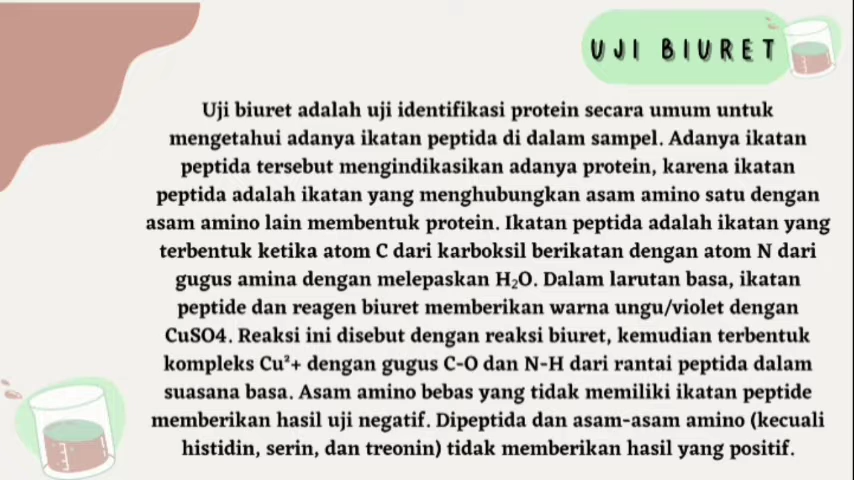 UJI BIURET
Uji biuret adalah uji identifikasi protein secara umum untuk
mengetahui adanya ikatan peptida di dalam sampel. Adanya ikatan
peptida tersebut mengindikasikan adanya protein, karena ikatan
peptida adalah ikatan yang menghubungkan asam amino satu dengan
asam amino lain membentuk protein. Ikatan peptida adalah ikatan yang
terbentuk ketika atom C dari karboksil berikatan dengan atom N dari
gugus amina dengan melepaskan H₂O. Dalam larutan basa, ikatan
peptide dan reagen biuret memberikan warna ungu/violet dengan
CuSO4. Reaksi ini disebut dengan reaksi biuret, kemudian terbentuk
kompleks Cu²+ dengan gugus C-O dan N-H dari rantai peptida dalam
suasana basa. Asam amino bebas yang tidak memiliki ikatan peptide
memberikan hasil uji negatif. Dipeptida dan asam-asam amino (kecuali
histidin, serin, dan treonin) tidak memberikan hasil yang positif.